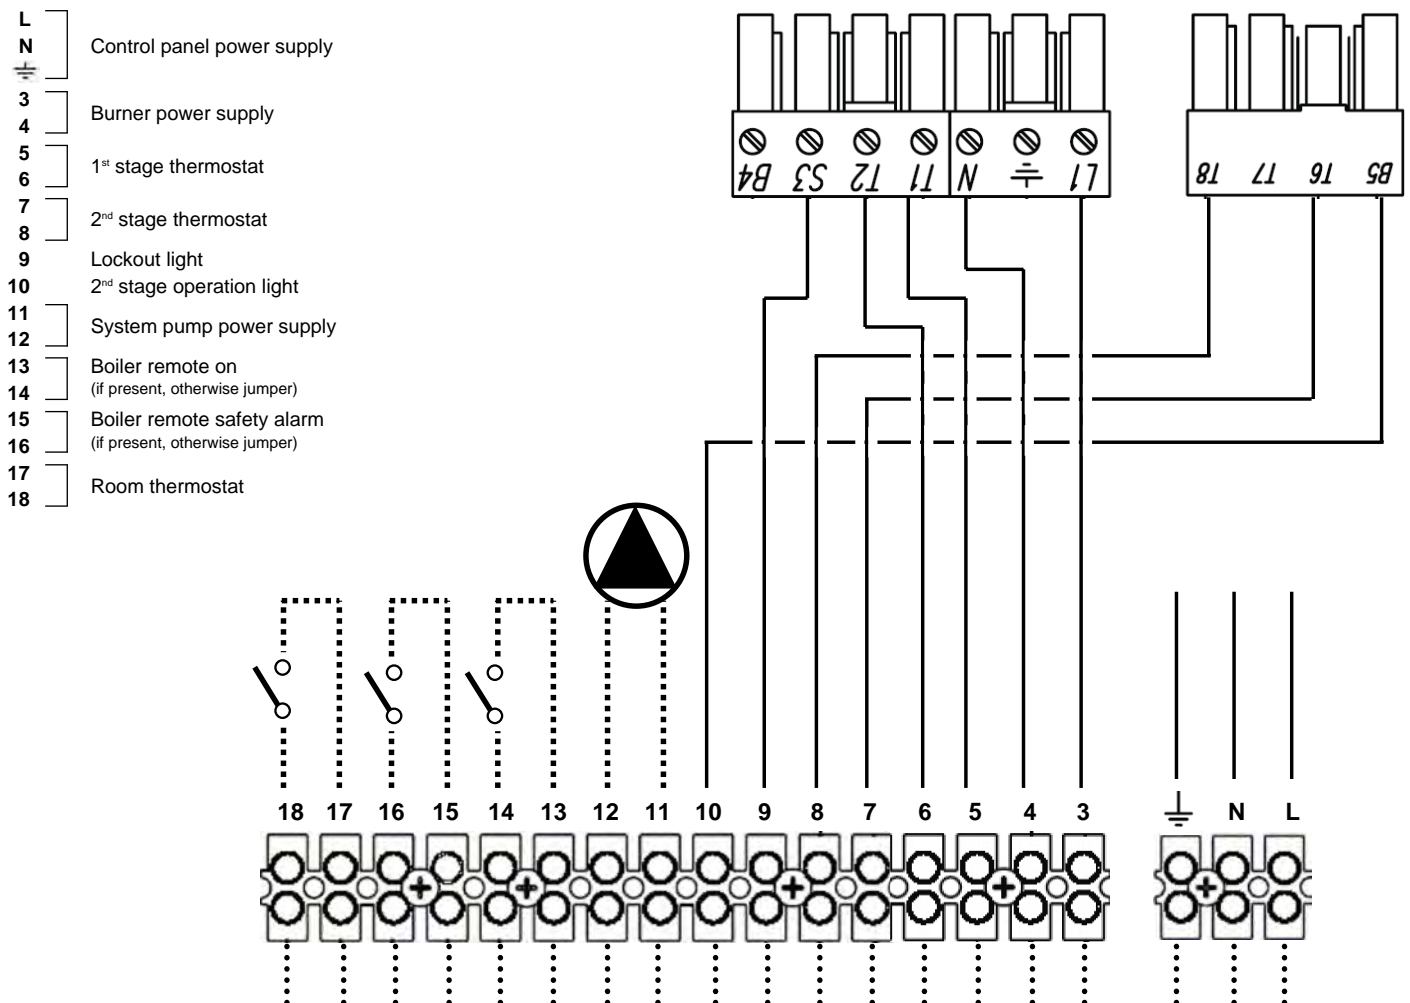 L
N
Control panel power supply
3
4
Burner power supply
5
6
1st stage thermostat
7
8
2nd stage thermostat
9 Lockout light
10 2nd stage operation light
11
12
System pump power supply
13 Boiler remote on
14 (if present, otherwise jumper)
15 Boiler remote safety alarm
16 (if present, otherwise jumper)
17
18
Room thermostat
B4 S3 T2 T1 N L1
T8 T7 T6 B5
18 17 16 15 14 13 12 11 10 9 8 7 6 5 4 3 N L